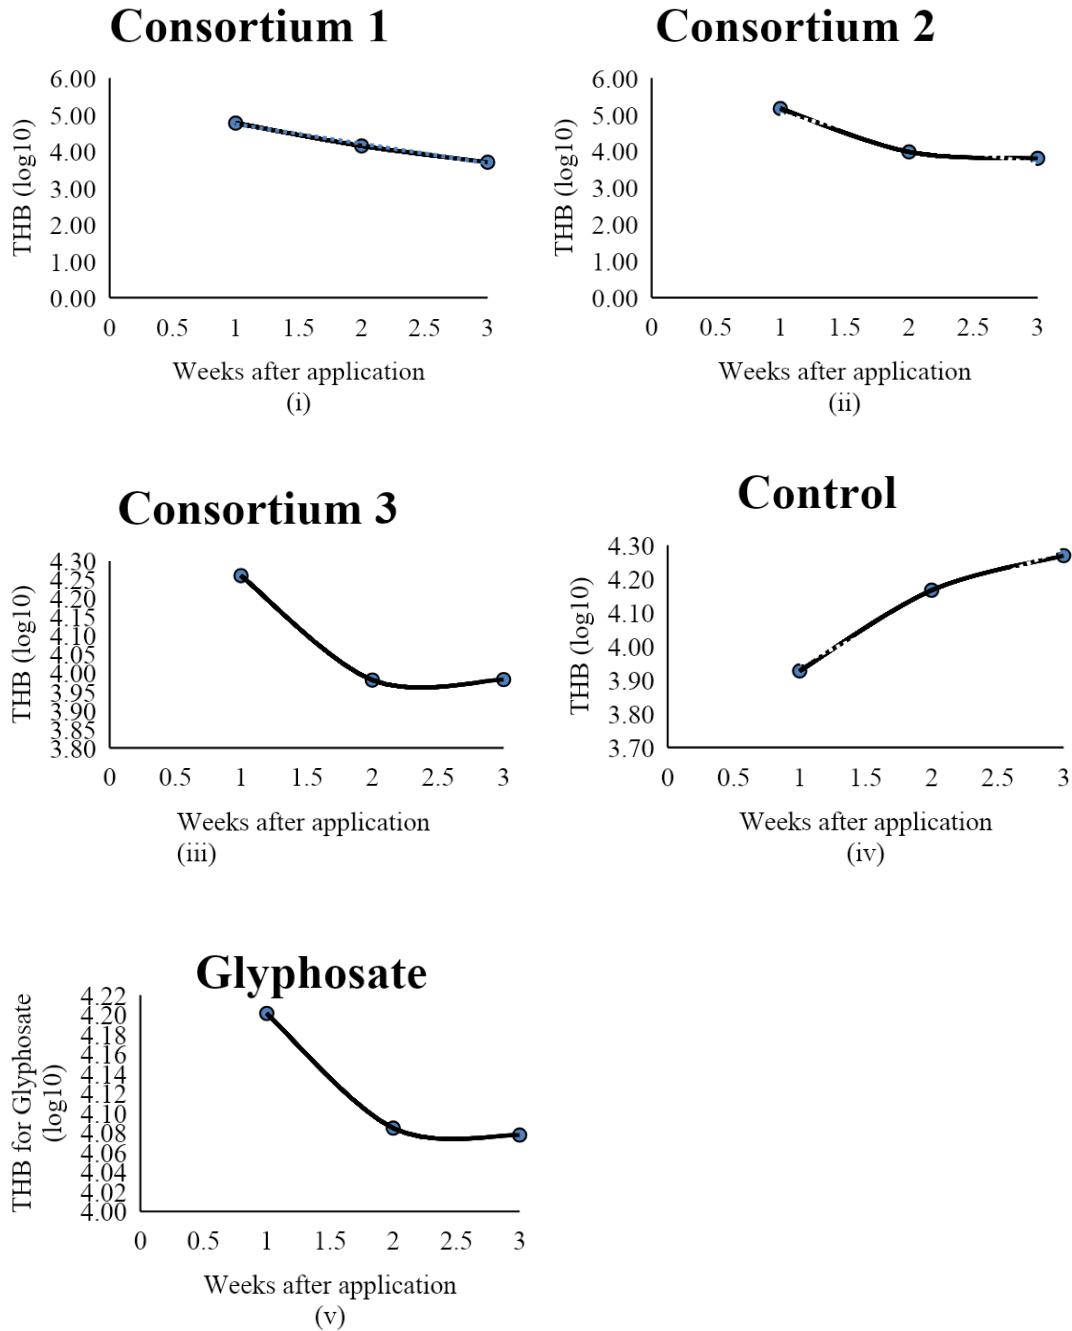 Consortium 1
6.00
5.00
4.00
3.00
2.00
1.00
0.00
THB (log10)
0 0.5 1 1.5 2 2.5 3
Weeks after application
(i)
Consortium 2
6.00
5.00
4.00
3.00
2.00
1.00
0.00
THB (log10)
0 0.5 1 1.5 2 2.5 3
Weeks after application
(ii)
Consortium 3
4.30
4.25
4.20
4.15
4.10
4.05
4.00
3.95
3.90
3.85
3.80
THB (log10)
0 0.5 1 1.5 2 2.5 3
Weeks after application
(iii)
Control
4.30
4.20
4.10
4.00
3.90
3.80
3.70
THB (log10)
0 0.5 1 1.5 2 2.5 3
Weeks after application
(iv)
Glyphosate
4.22
4.20
4.18
4.16
4.14
4.12
4.10
4.08
4.06
4.04
4.02
4.00
THB for Glyphosate
(log10)
0 0.5 1 1.5 2 2.5 3
Weeks after application
(v)